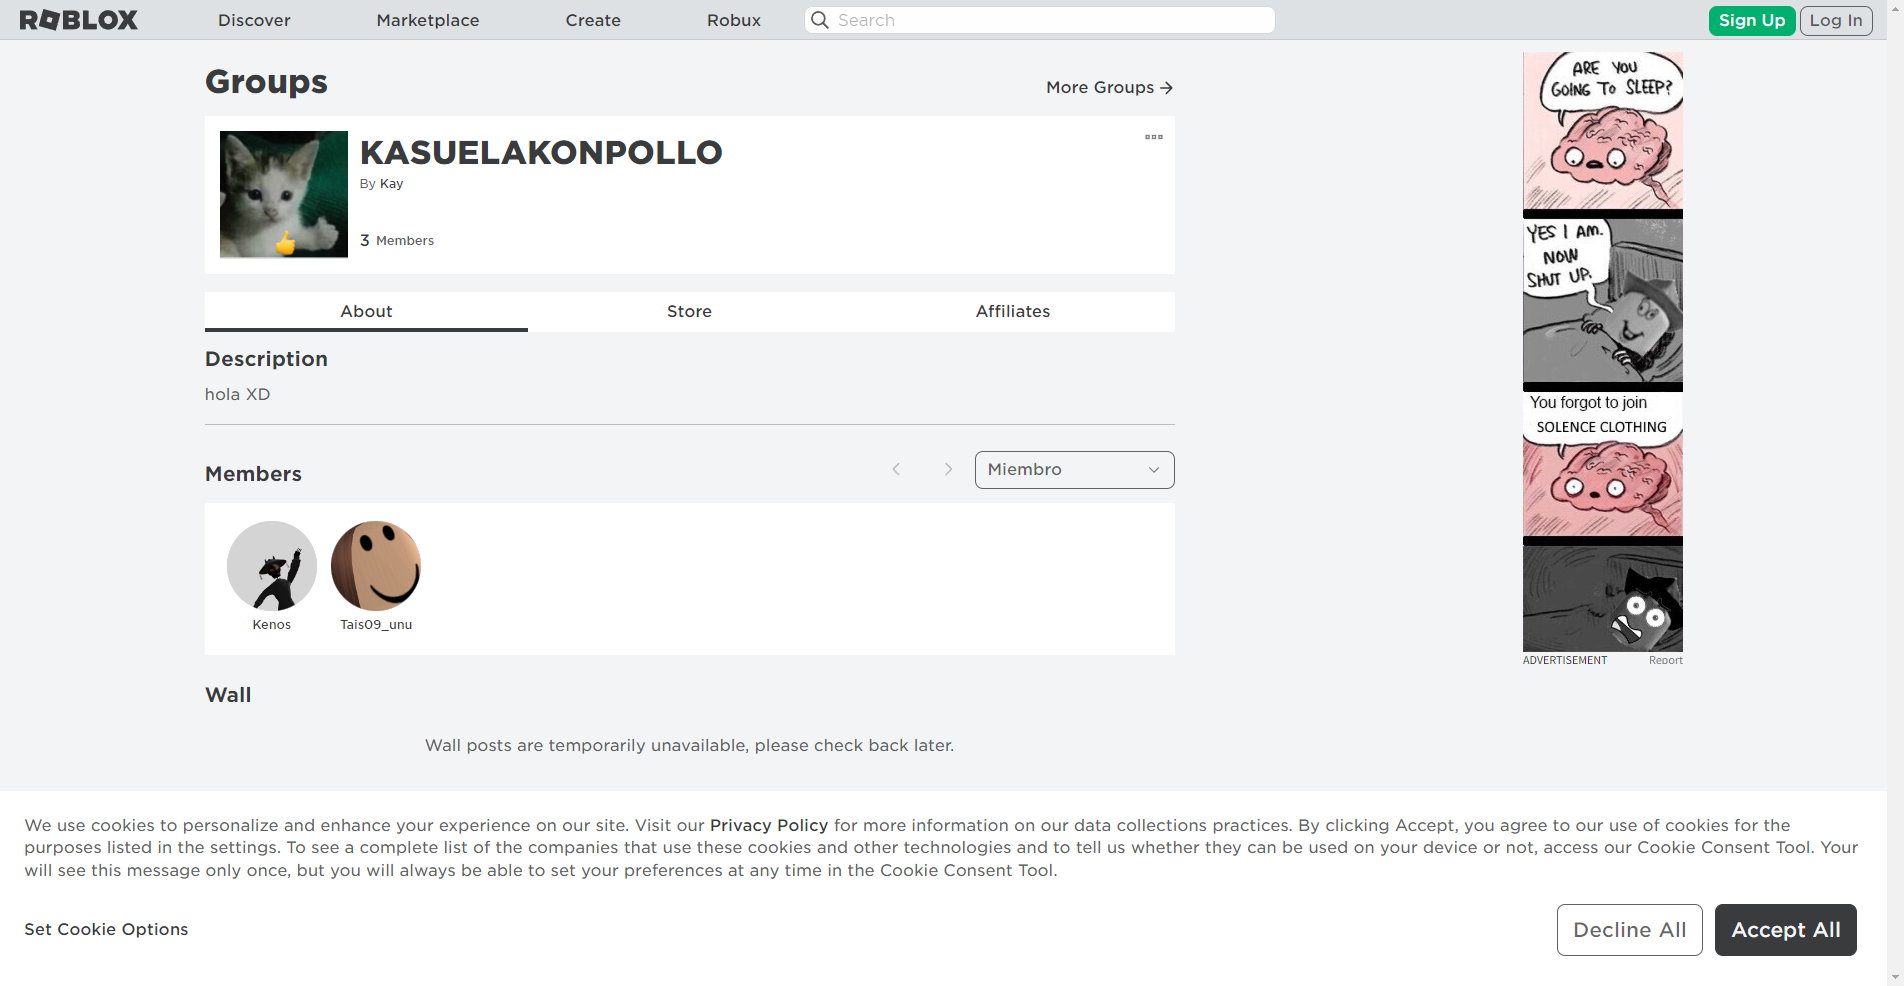 ROBLOX
Discover
Marketplace
Create
Robux
Search
Sign Up
Log In
Groups
More Groups →
KASUELAKONPOLLO
By Kay
3 Members
About
Store
Affiliates
Description
hola XD
Members
Miembro
Kenos
Tais09_unu
Wall
Wall posts are temporarily unavailable, please check back later.
ARE YOU
GOING TO SLEEP?
YES I AM.
NOW
SHUT UP.
You forgot to join
SOLENCE CLOTHING
ADVERTISEMENT
Report
We use cookies to personalize and enhance your experience on our site. Visit our Privacy Policy for more information on our data collections practices. By clicking Accept, you agree to our use of cookies for the
purposes listed in the settings. To see a complete list of the companies that use these cookies and other technologies and to tell us whether they can be used on your device or not, access our Cookie Consent Tool. Your
will see this message only once, but you will always be able to set your preferences at any time in the Cookie Consent Tool.
Set Cookie Options
Decline All
Accept All